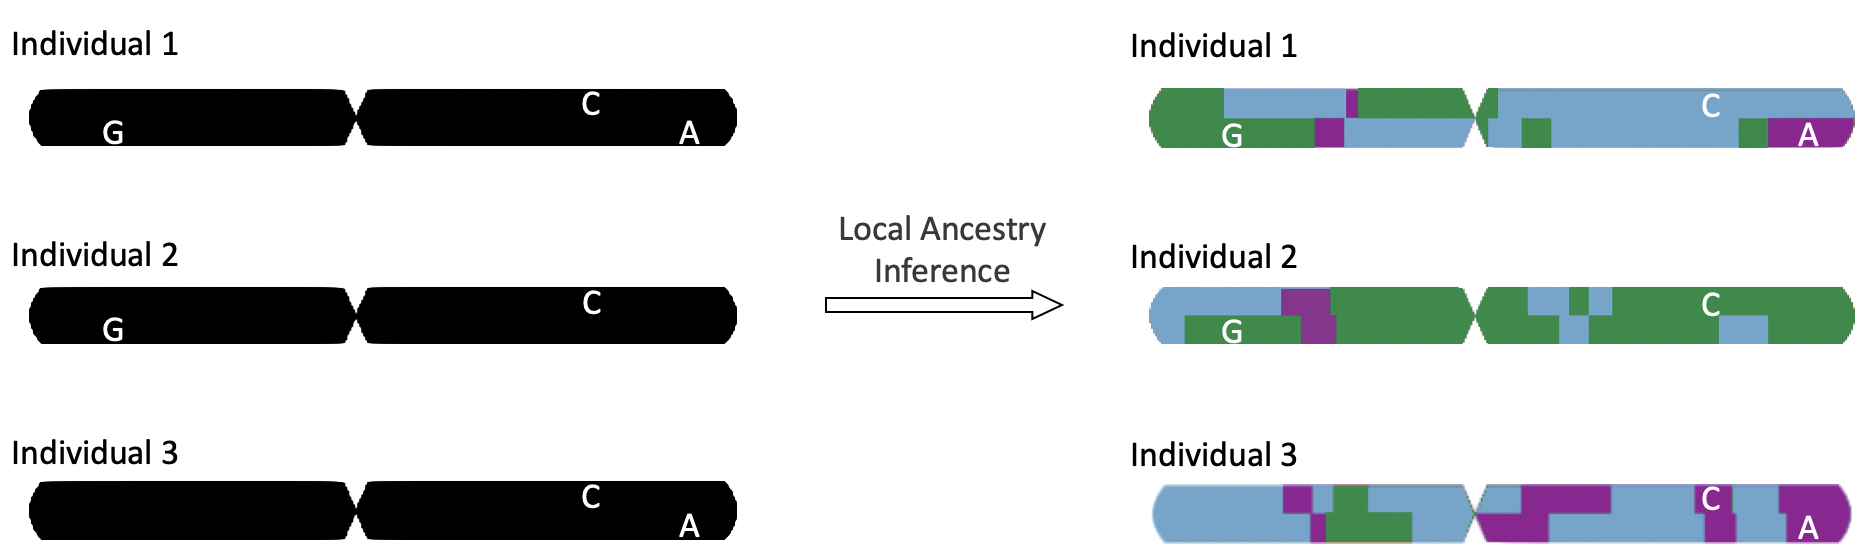 Individual 1
G
C
A
Individual 2
G
C
Individual 3
C
A
Local Ancestry
Inference
Individual 1
G
C
A
Individual 2
G
C
Individual 3
C
A